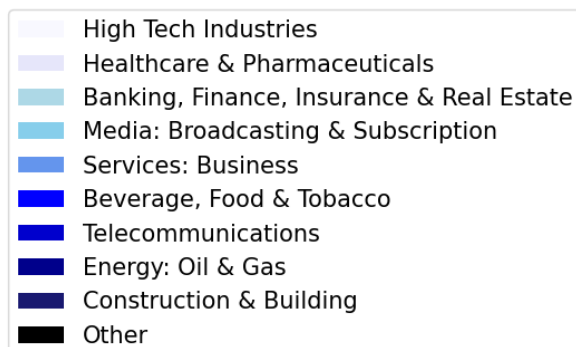 High Tech Industries
Healthcare & Pharmaceuticals
Banking, Finance, Insurance & Real Estate
Media: Broadcasting & Subscription
Services: Business
Beverage, Food & Tobacco
Telecommunications
Energy: Oil & Gas
Construction & Building
Other